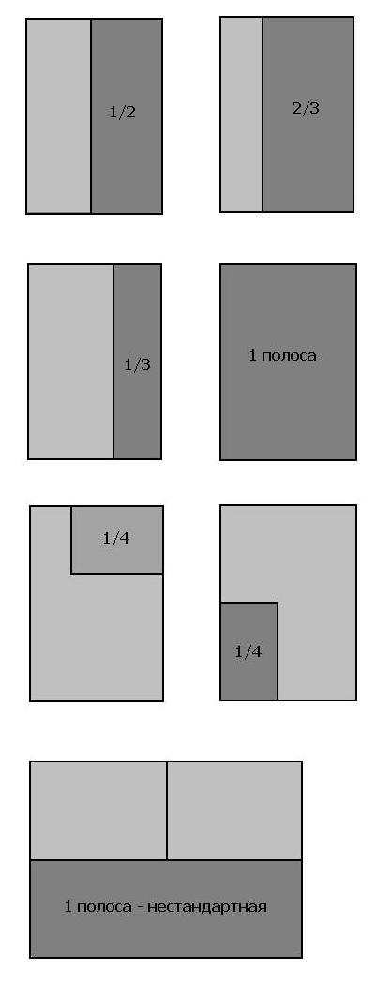 1/2
2/3
1/3
1 полоса
1/4
1/4
1 полоса - нестандартная